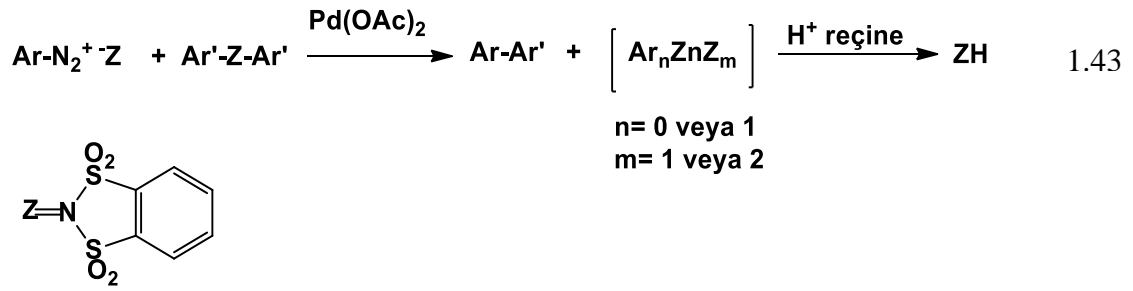 Pd(OAc)2
Ar-N2+ -Z + Ar'-Z-Ar' Ar-Ar' + [ ArnZnZm ] H+ reçine ZH 1.43
n= 0 veya 1
m= 1 veya 2
O2
S
Z=N
S
O2